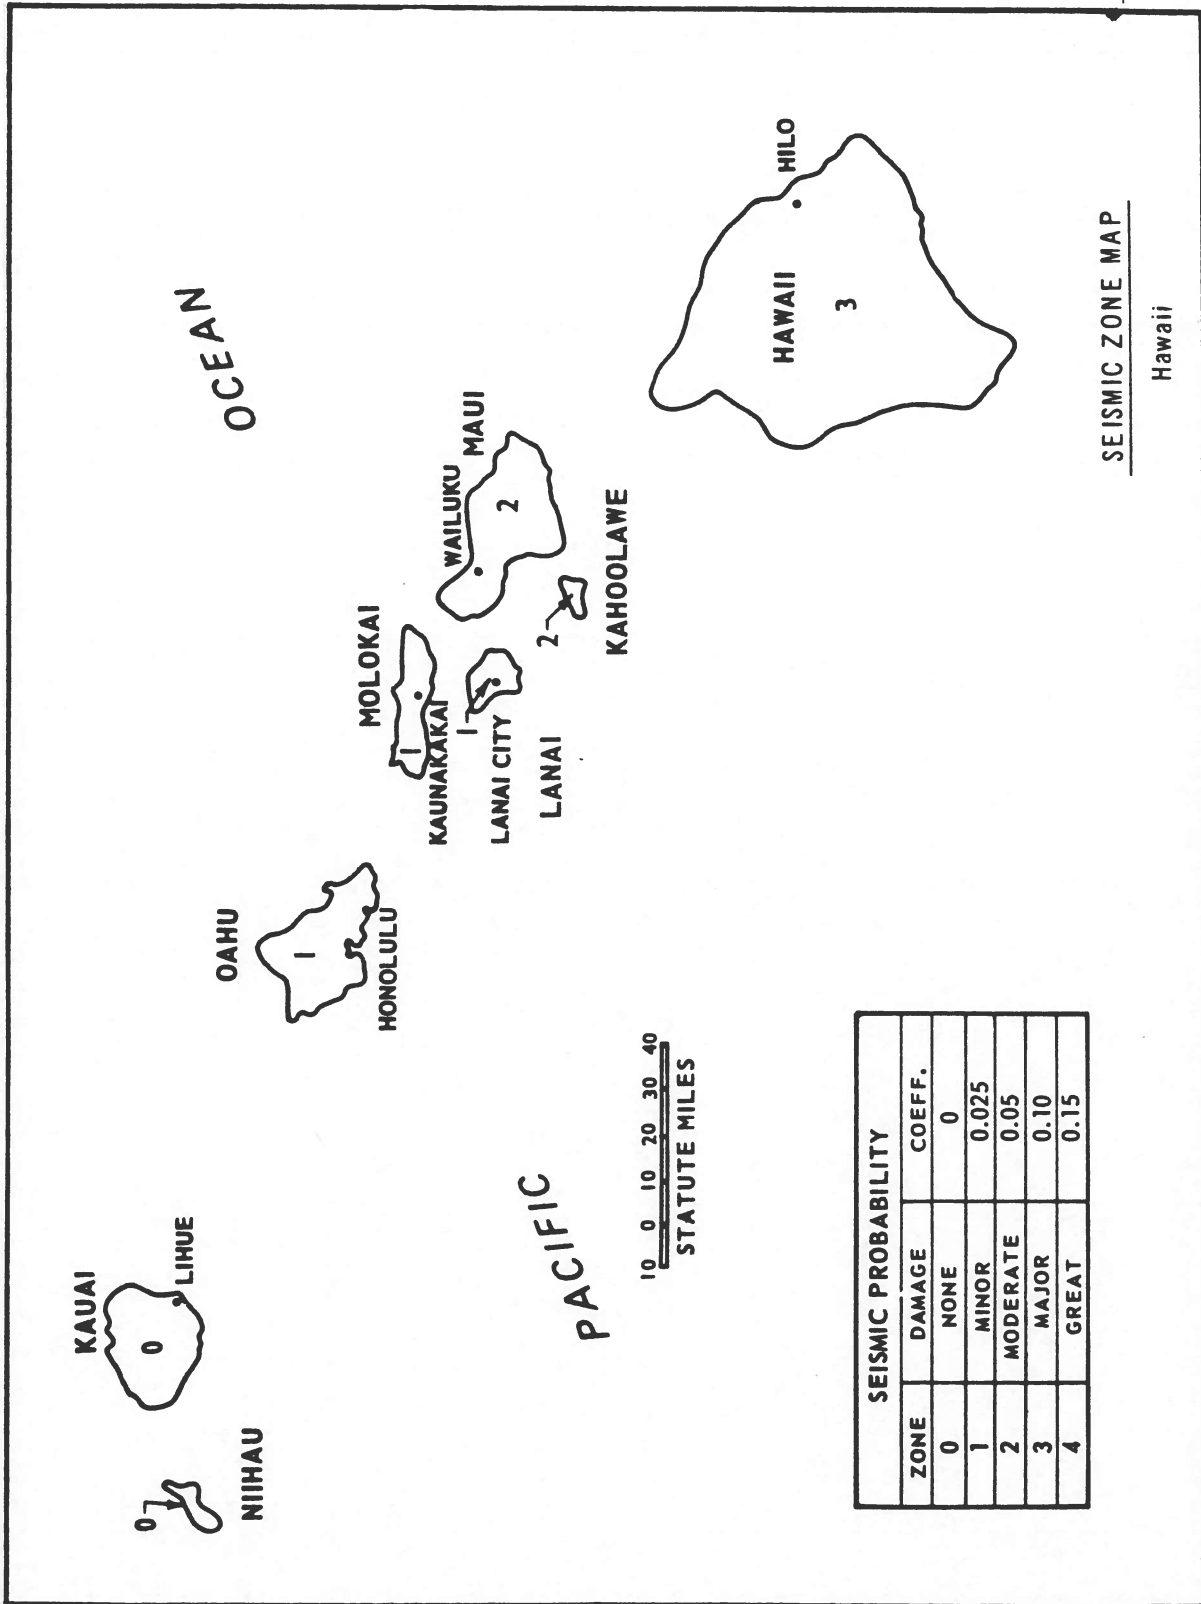 KAUAI
0
LIHUE
0
NIIHAU
OAHU
1
HONOLULU
MOLOKAI
1
KAUNAKAKAI
1
LANAI CITY
LANAI
WAILUKU
MAUI
2
2
KAHOOLAWE
HILO
HAWAII
3
OCEAN
PACIFIC
10 0 10 20 30 40
STATUTE MILES
SEISMIC PROBABILITY
ZONE DAMAGE COEFF.
0 NONE 0
1 MINOR 0.025
2 MODERATE 0.05
3 MAJOR 0.10
4 GREAT 0.15
SEISMIC ZONE MAP
Hawaii